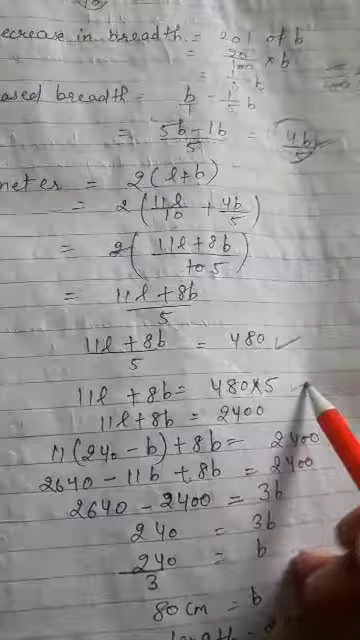 ecrease in breadth = 20% of b
= 20/100 × b
= 1/5 b
ased breadth = b/1 - 1/5 b
= 5b - 1b / 5 = 4b/5
meter = 2(l+b)
= 2(11l/10 + 4b/5)
= 2(11l+8b / 10 5)
= 11l + 8b / 5
11l + 8b / 5 = 480 ✓
11l + 8b = 480×5
11l+8b = 2400
11(240 - b) + 8b = 2400
2640 - 11b + 8b = 2400
2640 - 2400 = 3b
240 = 3b
240/3 = b
80 cm = b